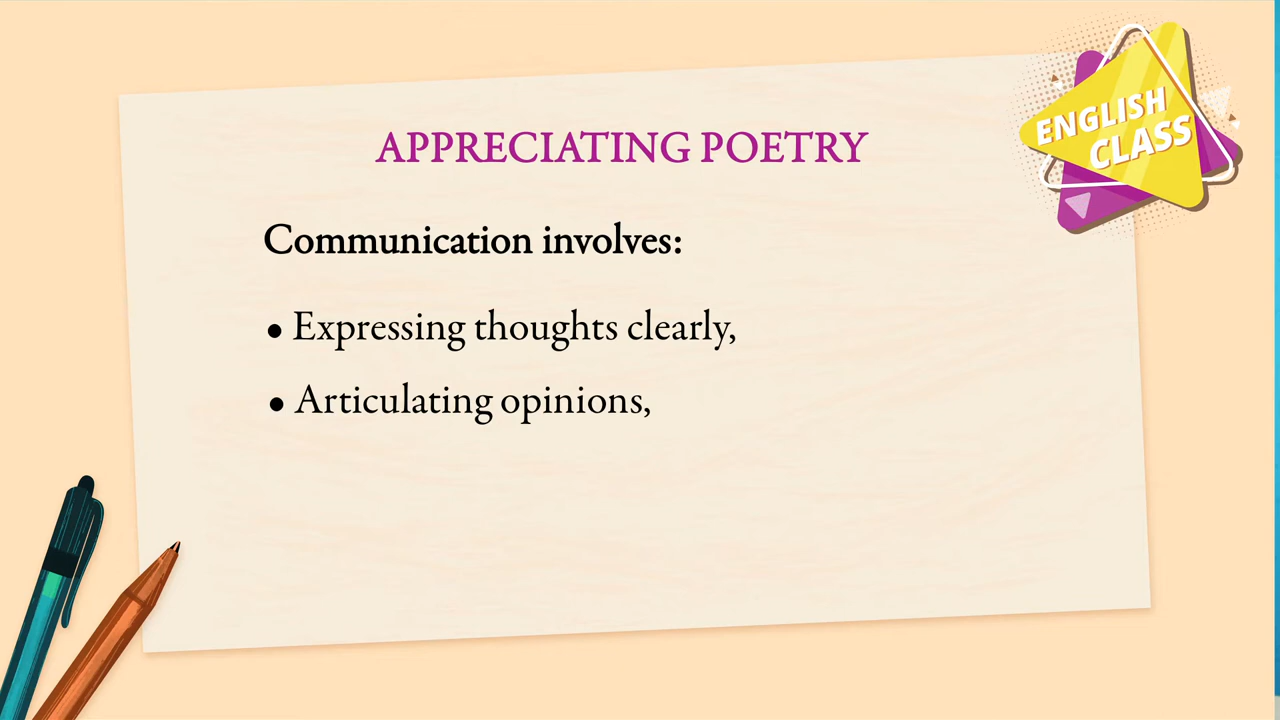 APPRECIATING POETRY
ENGLISH
CLASS
Communication involves:
• Expressing thoughts clearly,
• Articulating opinions,